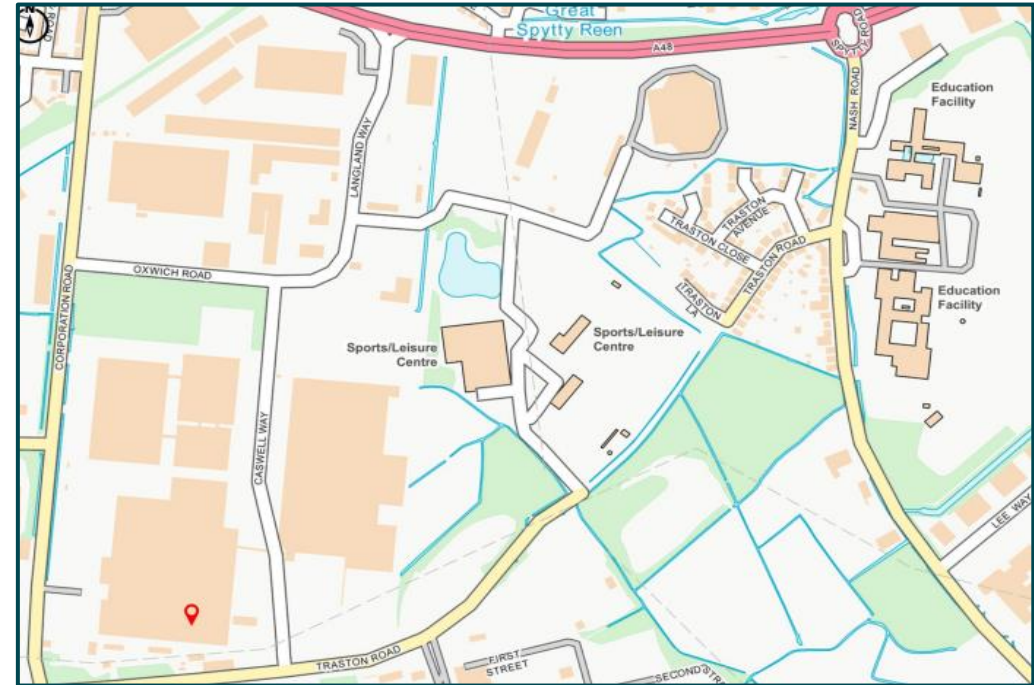 N
Great
Spytty Reen
A48
SPYTTY ROAD
ROAD
Education
Facility
NASH ROAD
LANGLAND WAY
TRASTON
AVENUE
TRASTON CLOSE
TRASTON ROAD
OXWICH ROAD
TRASTON
LA
Education
Facility
CORPORATION ROAD
Sports/Leisure
Centre
Sports/Leisure
Centre
CASWELL WAY
LEE WAY
TRASTON ROAD
FIRST
STREET
SECOND